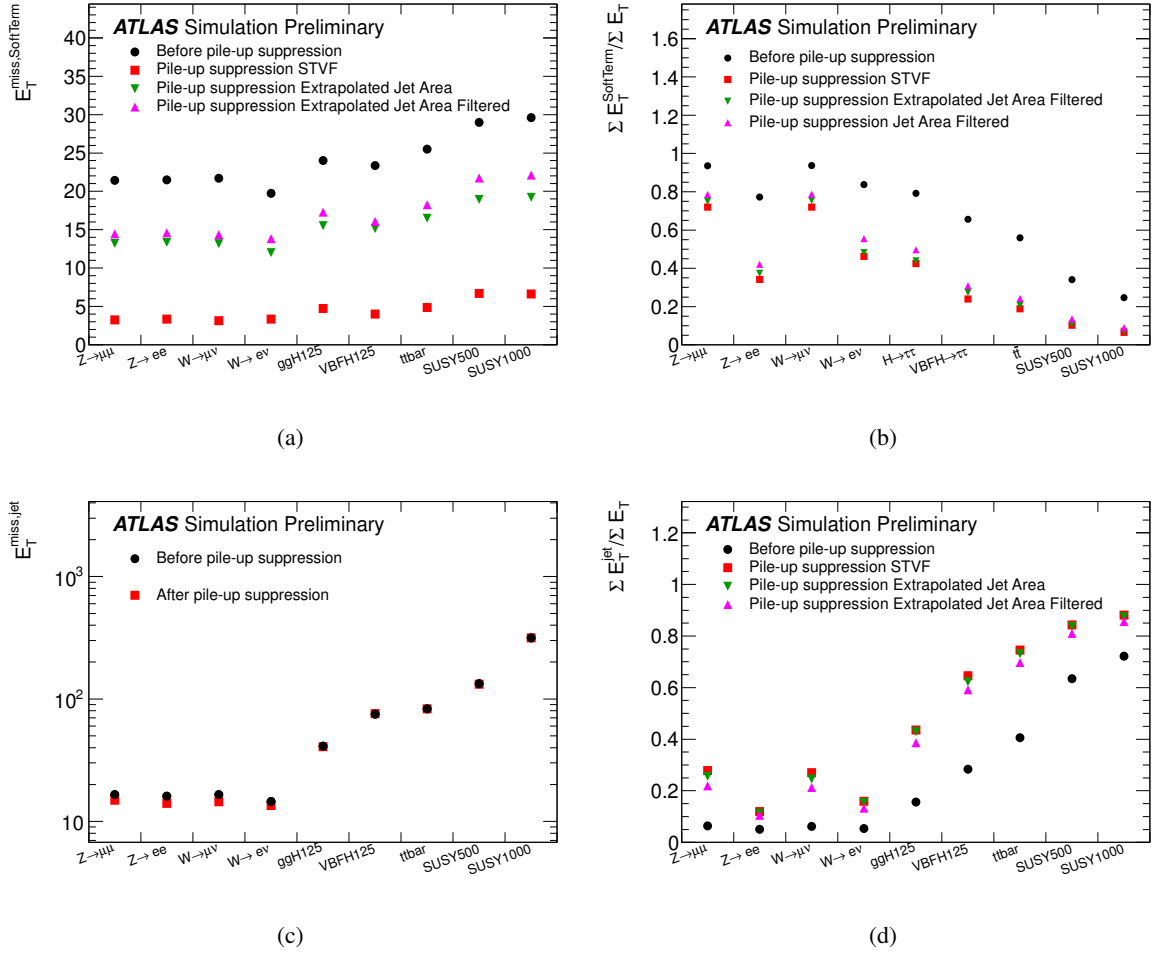 E_T^miss,SoftTerm
40
35
30
25
20
15
10
5
0
ATLAS Simulation Preliminary
Before pile-up suppression
Pile-up suppression STVF
Pile-up suppression Extrapolated Jet Area
Pile-up suppression Extrapolated Jet Area Filtered
Z→μμ
Z→ ee
W→μν
W→ eν
ggH125
VBFH125
ttbar
SUSY500
SUSY1000
(a)
Σ E_T^SoftTerm/Σ E_T
1.6
1.4
1.2
1
0.8
0.6
0.4
0.2
0
ATLAS Simulation Preliminary
Before pile-up suppression
Pile-up suppression STVF
Pile-up suppression Extrapolated Jet Area Filtered
Pile-up suppression Jet Area Filtered
Z→μμ
Z→ ee
W→μν
W→ eν
H→ττ
VBFH→ττ
tt̄
SUSY500
SUSY1000
(b)
E_T^miss,jet
10³
10²
10
ATLAS Simulation Preliminary
Before pile-up suppression
After pile-up suppression
Z→μμ
Z→ ee
W→μν
W→ eν
ggH125
VBFH125
ttbar
SUSY500
SUSY1000
(c)
Σ E_T^jet/Σ E_T
1.2
1
0.8
0.6
0.4
0.2
0
ATLAS Simulation Preliminary
Before pile-up suppression
Pile-up suppression STVF
Pile-up suppression Extrapolated Jet Area
Pile-up suppression Extrapolated Jet Area Filtered
Z→μμ
Z→ ee
W→μν
W→ eν
ggH125
VBFH125
ttbar
SUSY500
SUSY1000
(d)